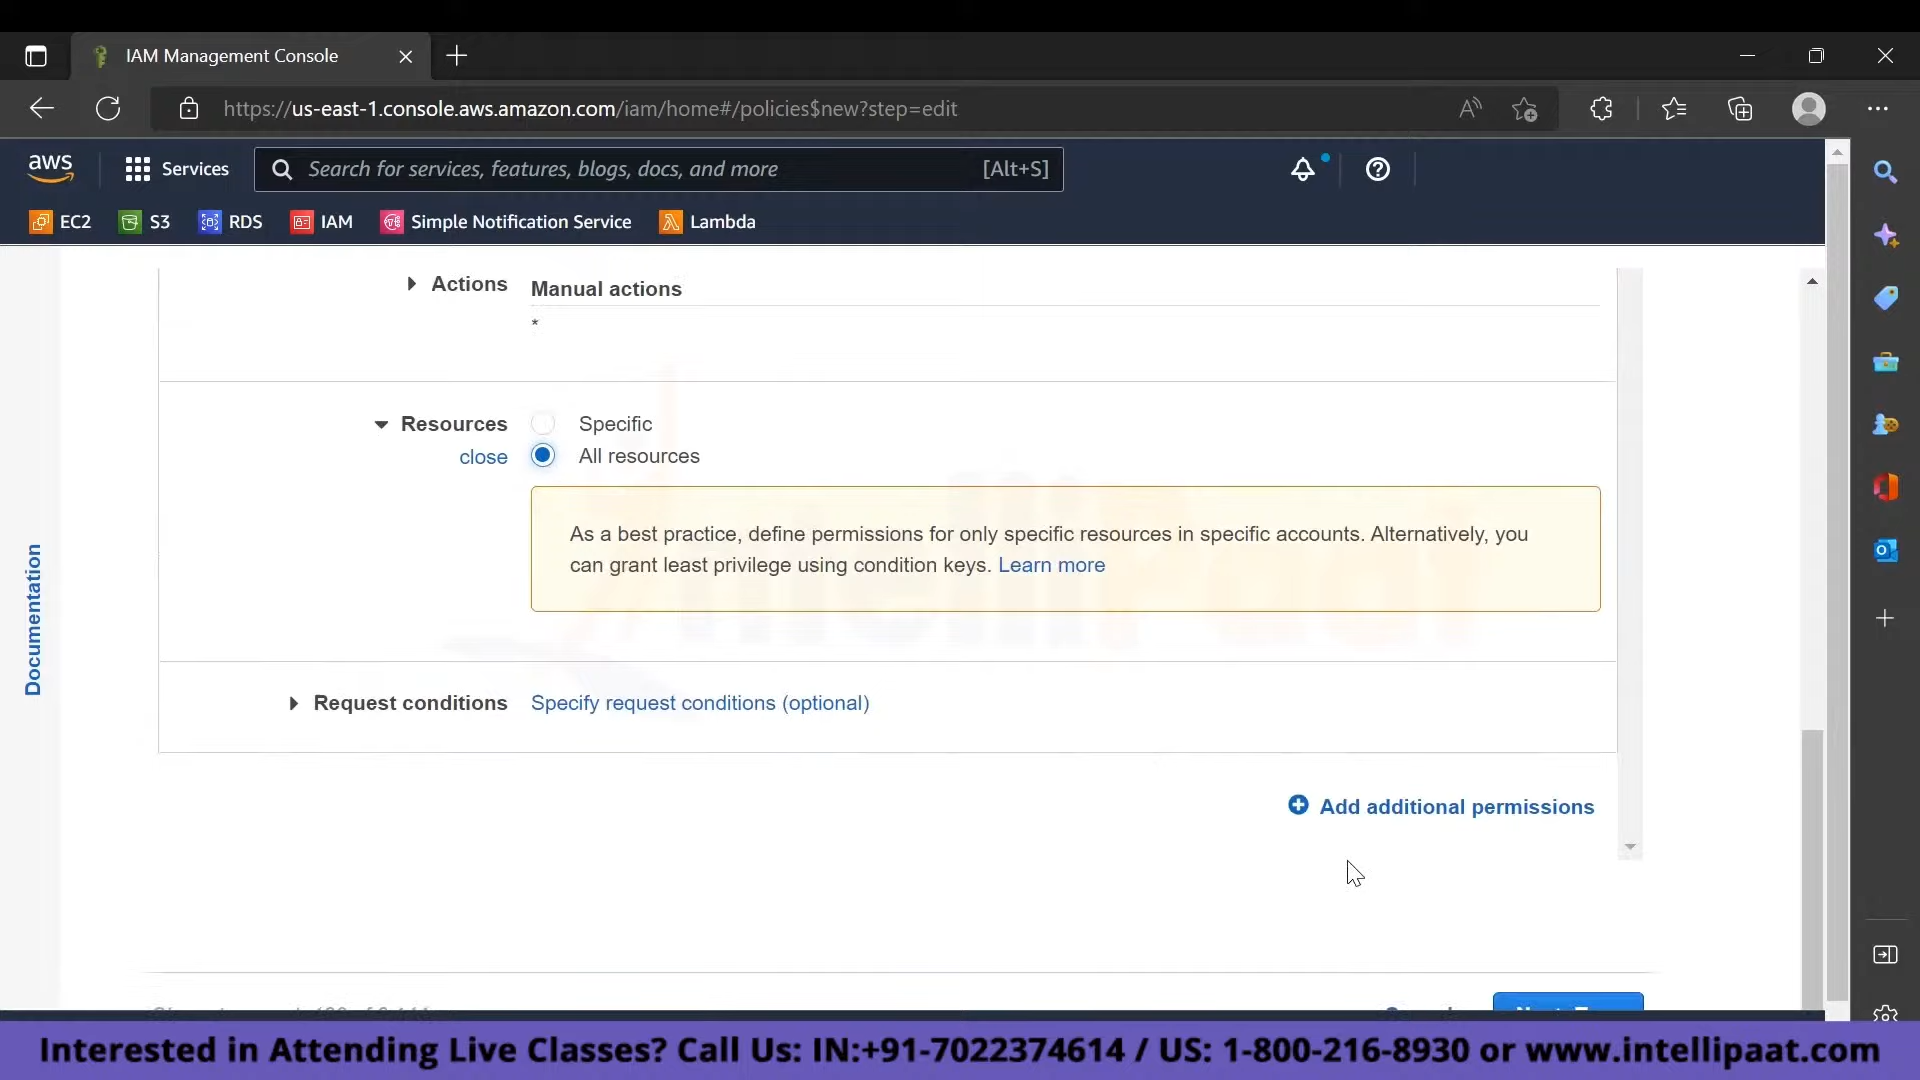 IAM Management Console
https://us-east-1.console.aws.amazon.com/iam/home#/policies$new?step=edit
aws
Services
Search for services, features, blogs, docs, and more
[Alt+S]
EC2
S3
RDS
IAM
Simple Notification Service
Lambda
Documentation
Actions
Manual actions
*
Resources
Specific
close
All resources
As a best practice, define permissions for only specific resources in specific accounts. Alternatively, you
can grant least privilege using condition keys. Learn more
Request conditions
Specify request conditions (optional)
Add additional permissions
Interested in Attending Live Classes? Call Us: IN:+91-7022374614 / US: 1-800-216-8930 or www.intellipaat.com